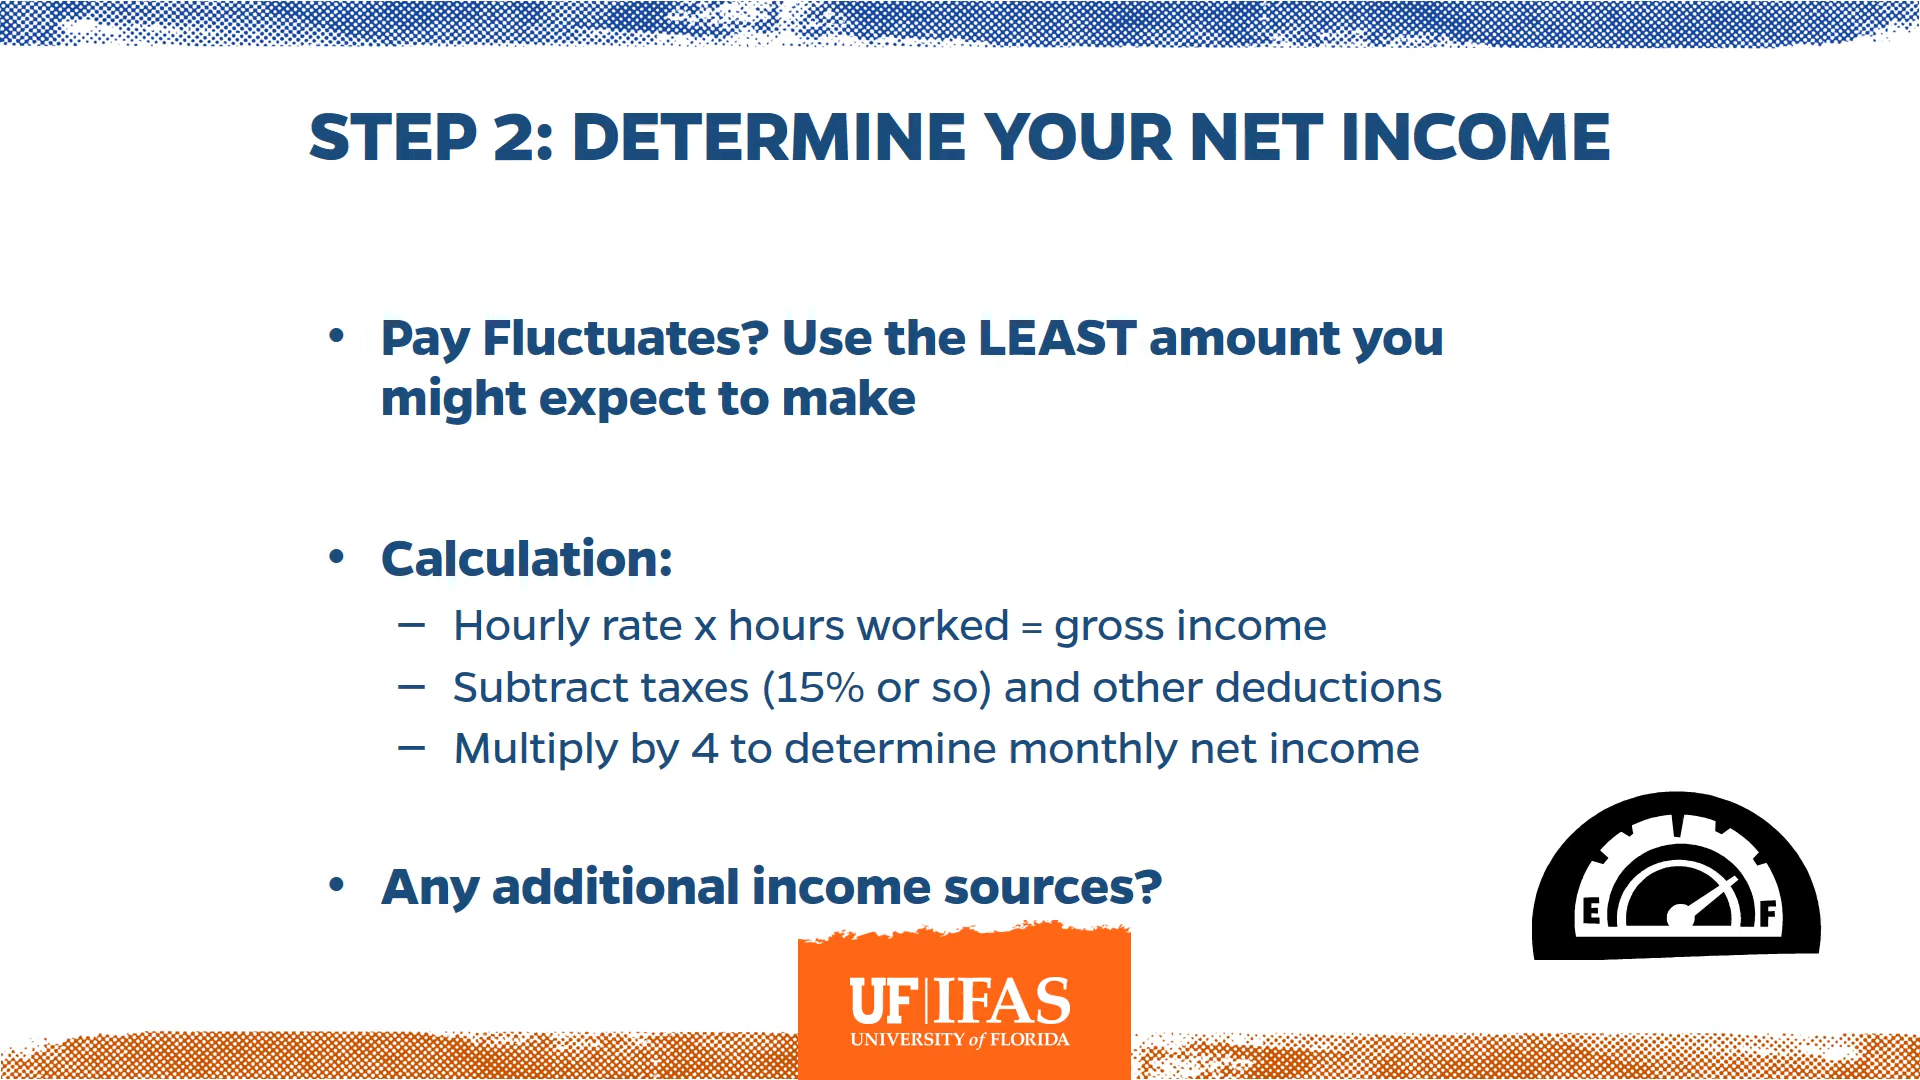 STEP 2: DETERMINE YOUR NET INCOME
• Pay Fluctuates? Use the LEAST amount you
might expect to make
• Calculation:
– Hourly rate x hours worked = gross income
– Subtract taxes (15% or so) and other deductions
– Multiply by 4 to determine monthly net income
• Any additional income sources?
E F
UF|IFAS
UNIVERSITY of FLORIDA